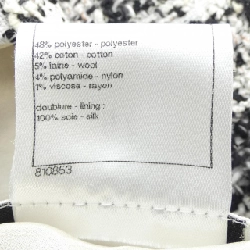 48% polyester - polyester
42% coton - cotton
5% laine - wool
4% polyamine - nylon
1% viscose - rayon
doublure - lining :
100% soie - silk
810853